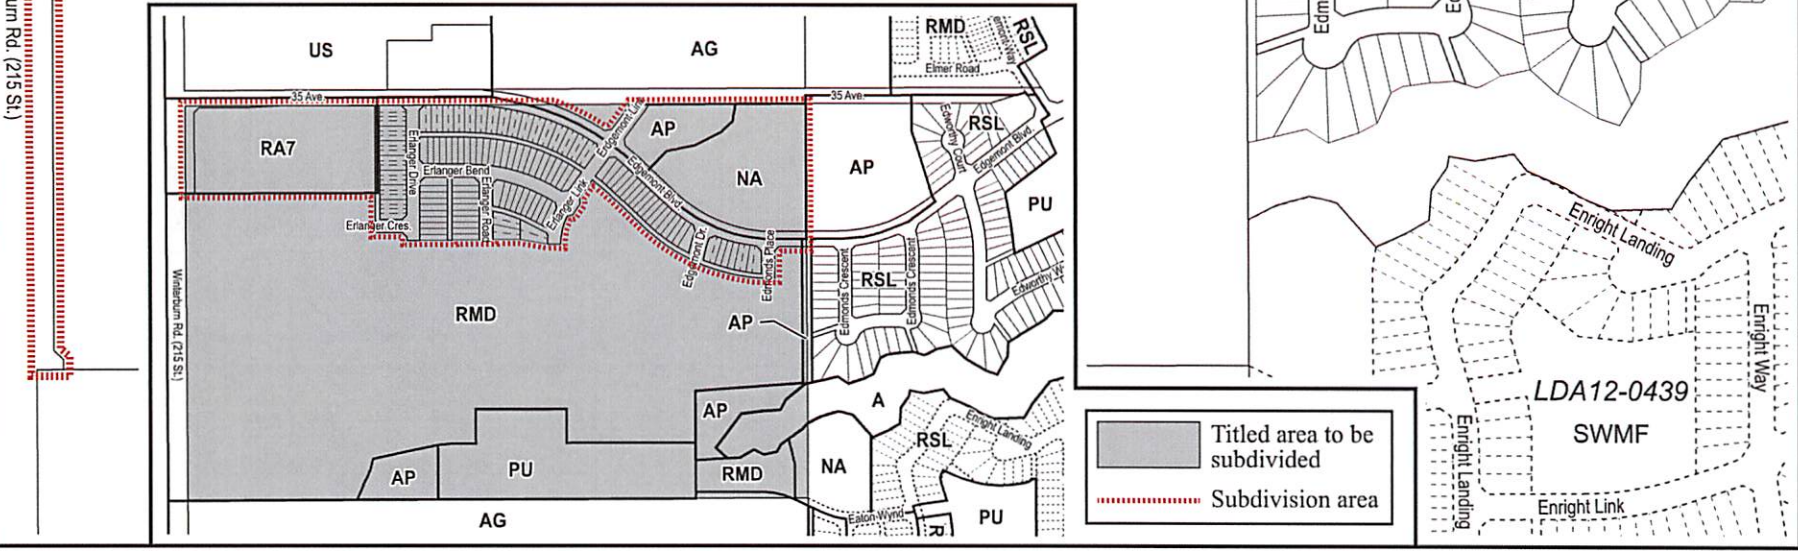 Rd. (215 St.)
US
AG
RMD
RSL
Elmer Road
35 Ave.
35 Ave.
Edgemont Link
RA7
AP
NA
AP
RSL
Edworthy Court
Edgemont Blvd.
PU
Erlanger Drive
Erlanger Bend
Erlanger Road
Erlanger Link
Edgemont Blvd.
Erlanger Cres.
Edgemont Dr.
Edmonds Place
Edmonds Crescent
RSL
Edmonds Crescent
Winterburn Rd. (215 St.)
RMD
AP
AP
A
RSL
Enright Landing
AP
PU
RMD
NA
AG
Eaton Wynd
R
PU
Titled area to be
subdivided
Subdivision area
Enright Landing
Enright Way
LDA12-0439
SWMF
Enright Landing
Enright Link